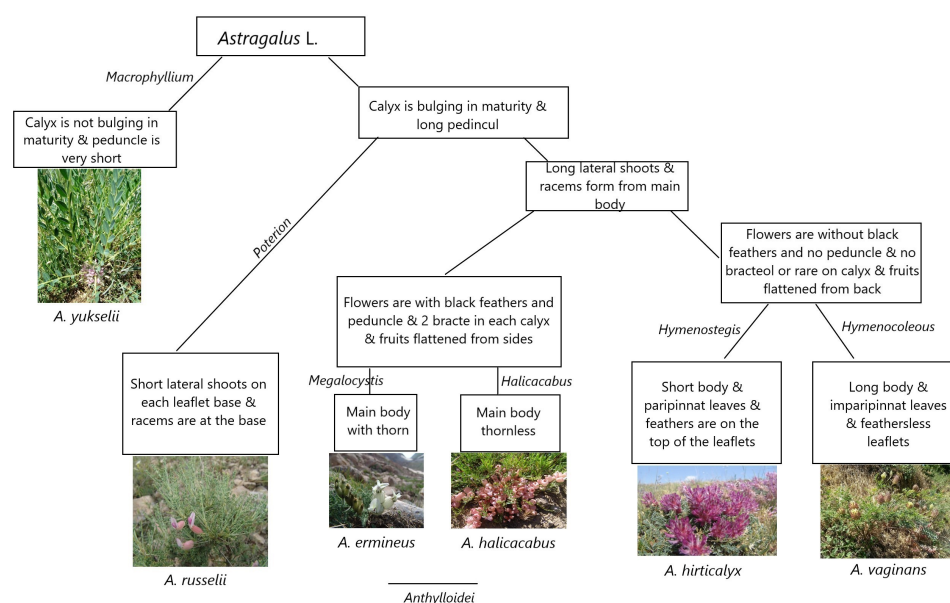 Astragalus L.
Macrophyllium
Calyx is not bulging in
maturity & peduncle is
very short
A. yukselii
Calyx is bulging in maturity &
long pedincul
Poterion
Short lateral shoots on
each leaflet base &
racems are at the base
A. russelii
Long lateral shoots &
racems form from main
body
Flowers are with black feathers and
peduncle & 2 bracte in each calyx
& fruits flattened from sides
Megalocystis
Main body
with thorn
A. ermineus
Halicacabus
Main body
thornless
A. halicacabus
Flowers are without black
feathers and no peduncle & no
bracteol or rare on calyx & fruits
flattened from back
Hymenostegis
Short body &
paripinnat leaves &
feathers are on the
top of the leaflets
A. hirticalyx
Hymenocoleous
Long body &
imparipinnat leaves
& feathersless
leaflets
A. vaginans
Anthylloidei